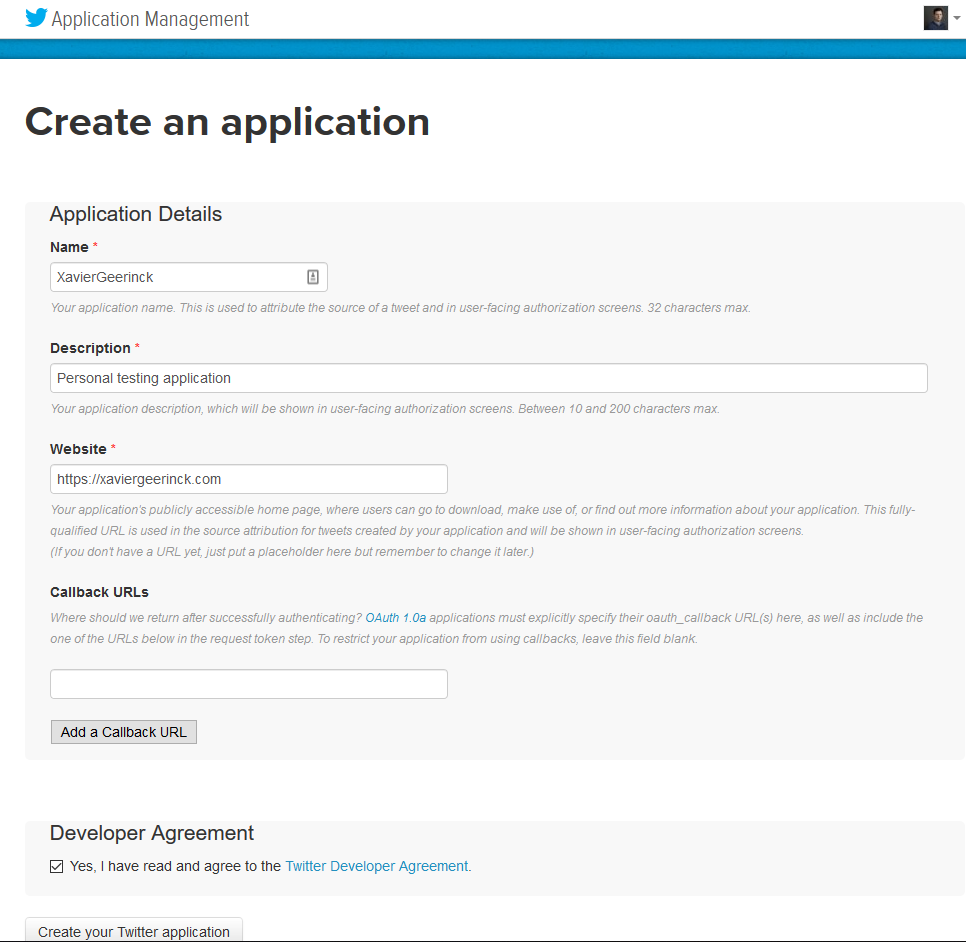 Application Management
Create an application
Application Details
Name *
XavierGeerinck
Your application name. This is used to attribute the source of a tweet and in user-facing authorization screens. 32 characters max.
Description *
Personal testing application
Your application description, which will be shown in user-facing authorization screens. Between 10 and 200 characters max.
Website *
https://xaviergeerinck.com
Your application's publicly accessible home page, where users can go to download, make use of, or find out more information about your application. This fully-
qualified URL is used in the source attribution for tweets created by your application and will be shown in user-facing authorization screens.
(If you don't have a URL yet, just put a placeholder here but remember to change it later.)
Callback URLs
Where should we return after successfully authenticating? OAuth 1.0a applications must explicitly specify their oauth_callback URL(s) here, as well as include the
one of the URLs below in the request token step. To restrict your application from using callbacks, leave this field blank.
Add a Callback URL
Developer Agreement
Yes, I have read and agree to the Twitter Developer Agreement.
Create your Twitter application